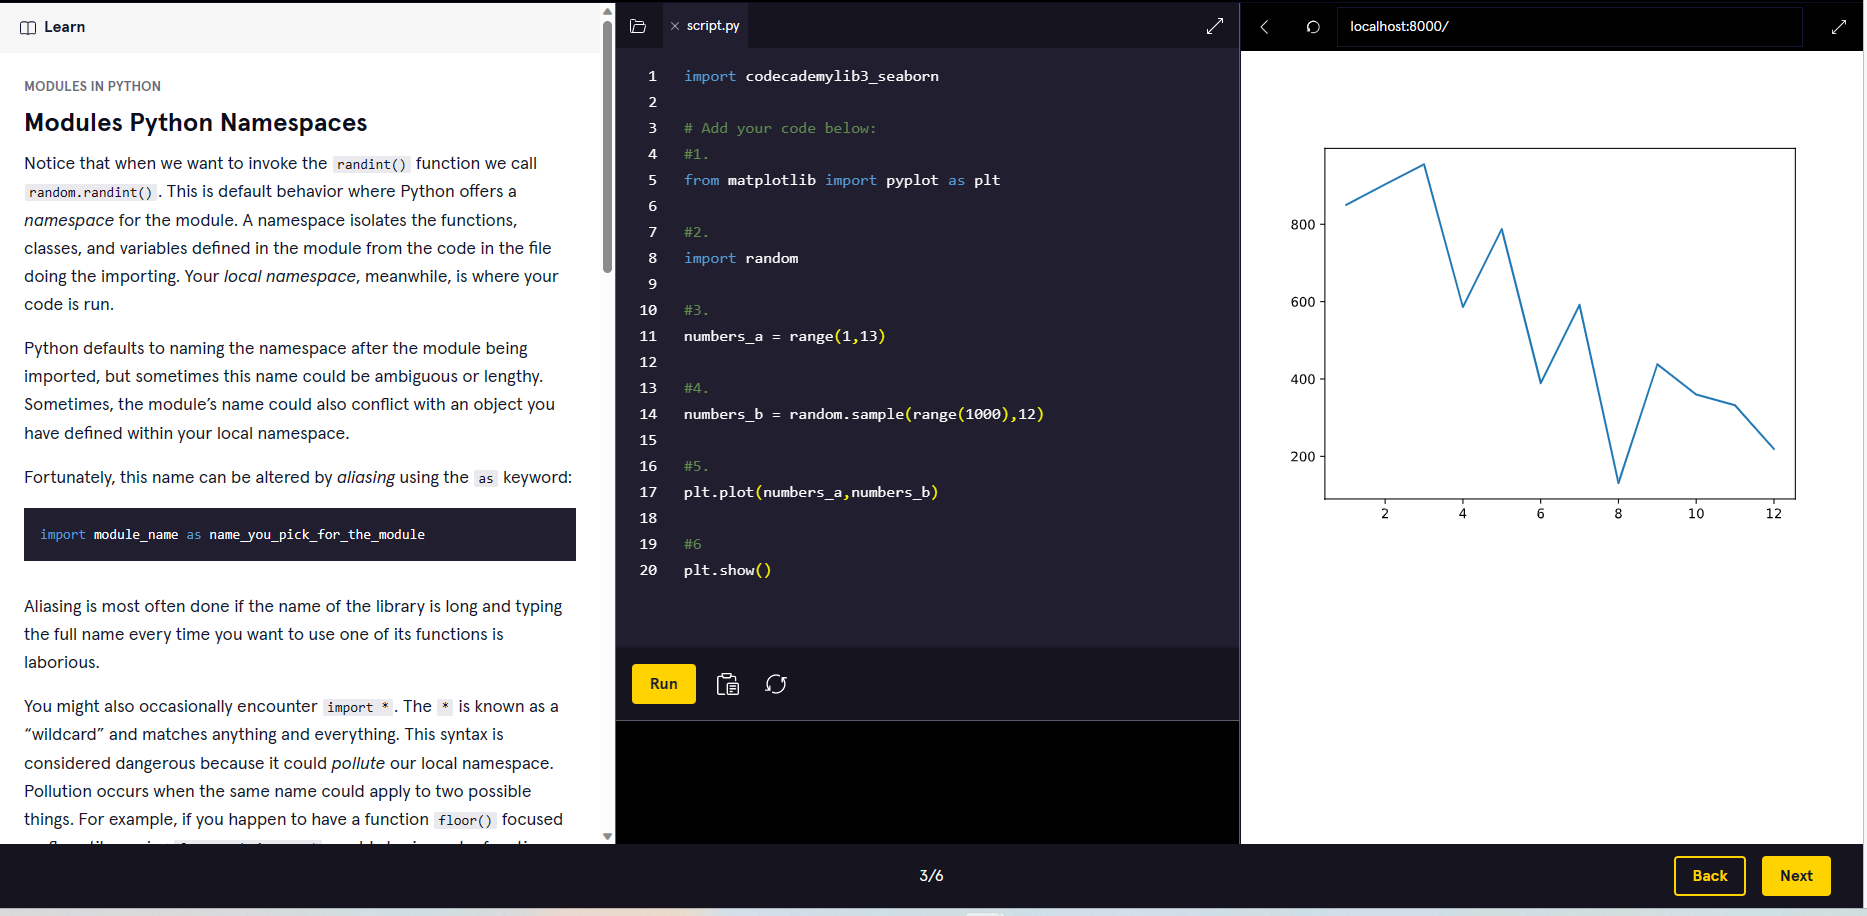 Learn
MODULES IN PYTHON
Modules Python Namespaces
Notice that when we want to invoke the randint() function we call
random.randint(). This is default behavior where Python offers a
namespace for the module. A namespace isolates the functions,
classes, and variables defined in the module from the code in the file
doing the importing. Your local namespace, meanwhile, is where your
code is run.
Python defaults to naming the namespace after the module being
imported, but sometimes this name could be ambiguous or lengthy.
Sometimes, the module’s name could also conflict with an object you
have defined within your local namespace.
Fortunately, this name can be altered by aliasing using the as keyword:
import module_name as name_you_pick_for_the_module
Aliasing is most often done if the name of the library is long and typing
the full name every time you want to use one of its functions is
laborious.
You might also occasionally encounter import *. The * is known as a
“wildcard” and matches anything and everything. This syntax is
considered dangerous because it could pollute our local namespace.
Pollution occurs when the same name could apply to two possible
things. For example, if you happen to have a function floor() focused
script.py
1 import codecademylib3_seaborn
2
3 # Add your code below:
4 #1.
5 from matplotlib import pyplot as plt
6
7 #2.
8 import random
9
10 #3.
11 numbers_a = range(1,13)
12
13 #4.
14 numbers_b = random.sample(range(1000),12)
15
16 #5.
17 plt.plot(numbers_a,numbers_b)
18
19 #6
20 plt.show()
Run
localhost:8000/
800
600
400
200
2 4 6 8 10 12
3/6
Back
Next